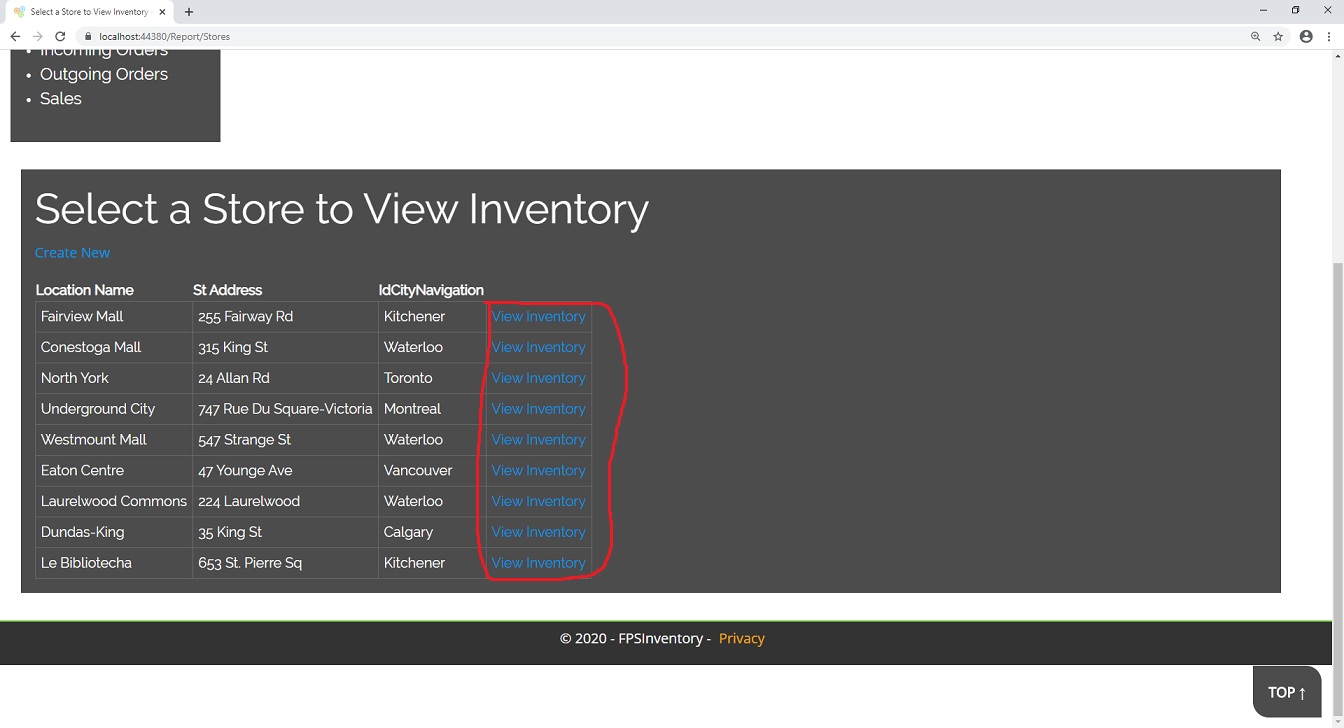 Select a Store to View Inventory
localhost:44380/Report/Stores
Incoming Orders
Outgoing Orders
Sales
Select a Store to View Inventory
Create New
Location Name St Address IdCityNavigation
Fairview Mall 255 Fairway Rd Kitchener View Inventory
Conestoga Mall 315 King St Waterloo View Inventory
North York 24 Allan Rd Toronto View Inventory
Underground City 747 Rue Du Square-Victoria Montreal View Inventory
Westmount Mall 547 Strange St Waterloo View Inventory
Eaton Centre 47 Younge Ave Vancouver View Inventory
Laurelwood Commons 224 Laurelwood Waterloo View Inventory
Dundas-King 35 King St Calgary View Inventory
Le Bibliotecha 653 St. Pierre Sq Kitchener View Inventory
© 2020 - FPSInventory - Privacy
TOP ↑